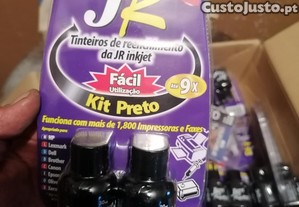 CustoJusto.pt
JR
Tinteiros de reenchimento
da JR inkjet
Fácil
Utilização
9x
Kit Preto
Funciona com mais de 1,800 Impressoras e Faxes
HP
Lexmark
Dell
Brother
Canon
Epson
Xerox